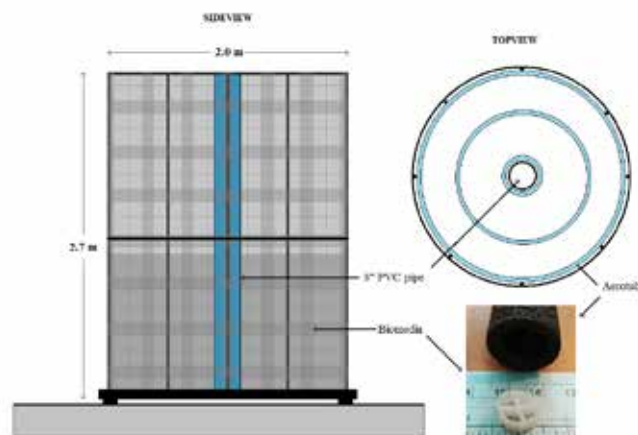 SIDEVIEW
2.0 m
TOPVIEW
2.7 m
8" PVC pipe
Aerotube
Biomedia